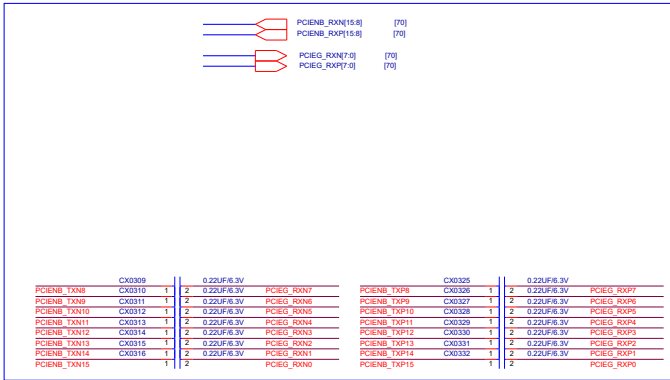 PCIENB_RXN[15:8] [70]
PCIENB_RXP[15:8] [70]
PCIEG_RXN[7:0] [70]
PCIEG_RXP[7:0] [70]
CX0309 0.22UF/6.3V CX0325 0.22UF/6.3V
PCIENB_TXN8 CX0310 1 2 0.22UF/6.3V PCIEG_RXN7 PCIENB_TXP8 CX0326 1 2 0.22UF/6.3V PCIEG_RXP7
PCIENB_TXN9 CX0311 1 2 0.22UF/6.3V PCIEG_RXN6 PCIENB_TXP9 CX0327 1 2 0.22UF/6.3V PCIEG_RXP6
PCIENB_TXN10 CX0312 1 2 0.22UF/6.3V PCIEG_RXN5 PCIENB_TXP10 CX0328 1 2 0.22UF/6.3V PCIEG_RXP5
PCIENB_TXN11 CX0313 1 2 0.22UF/6.3V PCIEG_RXN4 PCIENB_TXP11 CX0329 1 2 0.22UF/6.3V PCIEG_RXP4
PCIENB_TXN12 CX0314 1 2 0.22UF/6.3V PCIEG_RXN3 PCIENB_TXP12 CX0330 1 2 0.22UF/6.3V PCIEG_RXP3
PCIENB_TXN13 CX0315 1 2 0.22UF/6.3V PCIEG_RXN2 PCIENB_TXP13 CX0331 1 2 0.22UF/6.3V PCIEG_RXP2
PCIENB_TXN14 CX0316 1 2 0.22UF/6.3V PCIEG_RXN1 PCIENB_TXP14 CX0332 1 2 0.22UF/6.3V PCIEG_RXP1
PCIENB_TXN15 1 2 PCIEG_RXN0 PCIENB_TXP15 1 2 PCIEG_RXP0